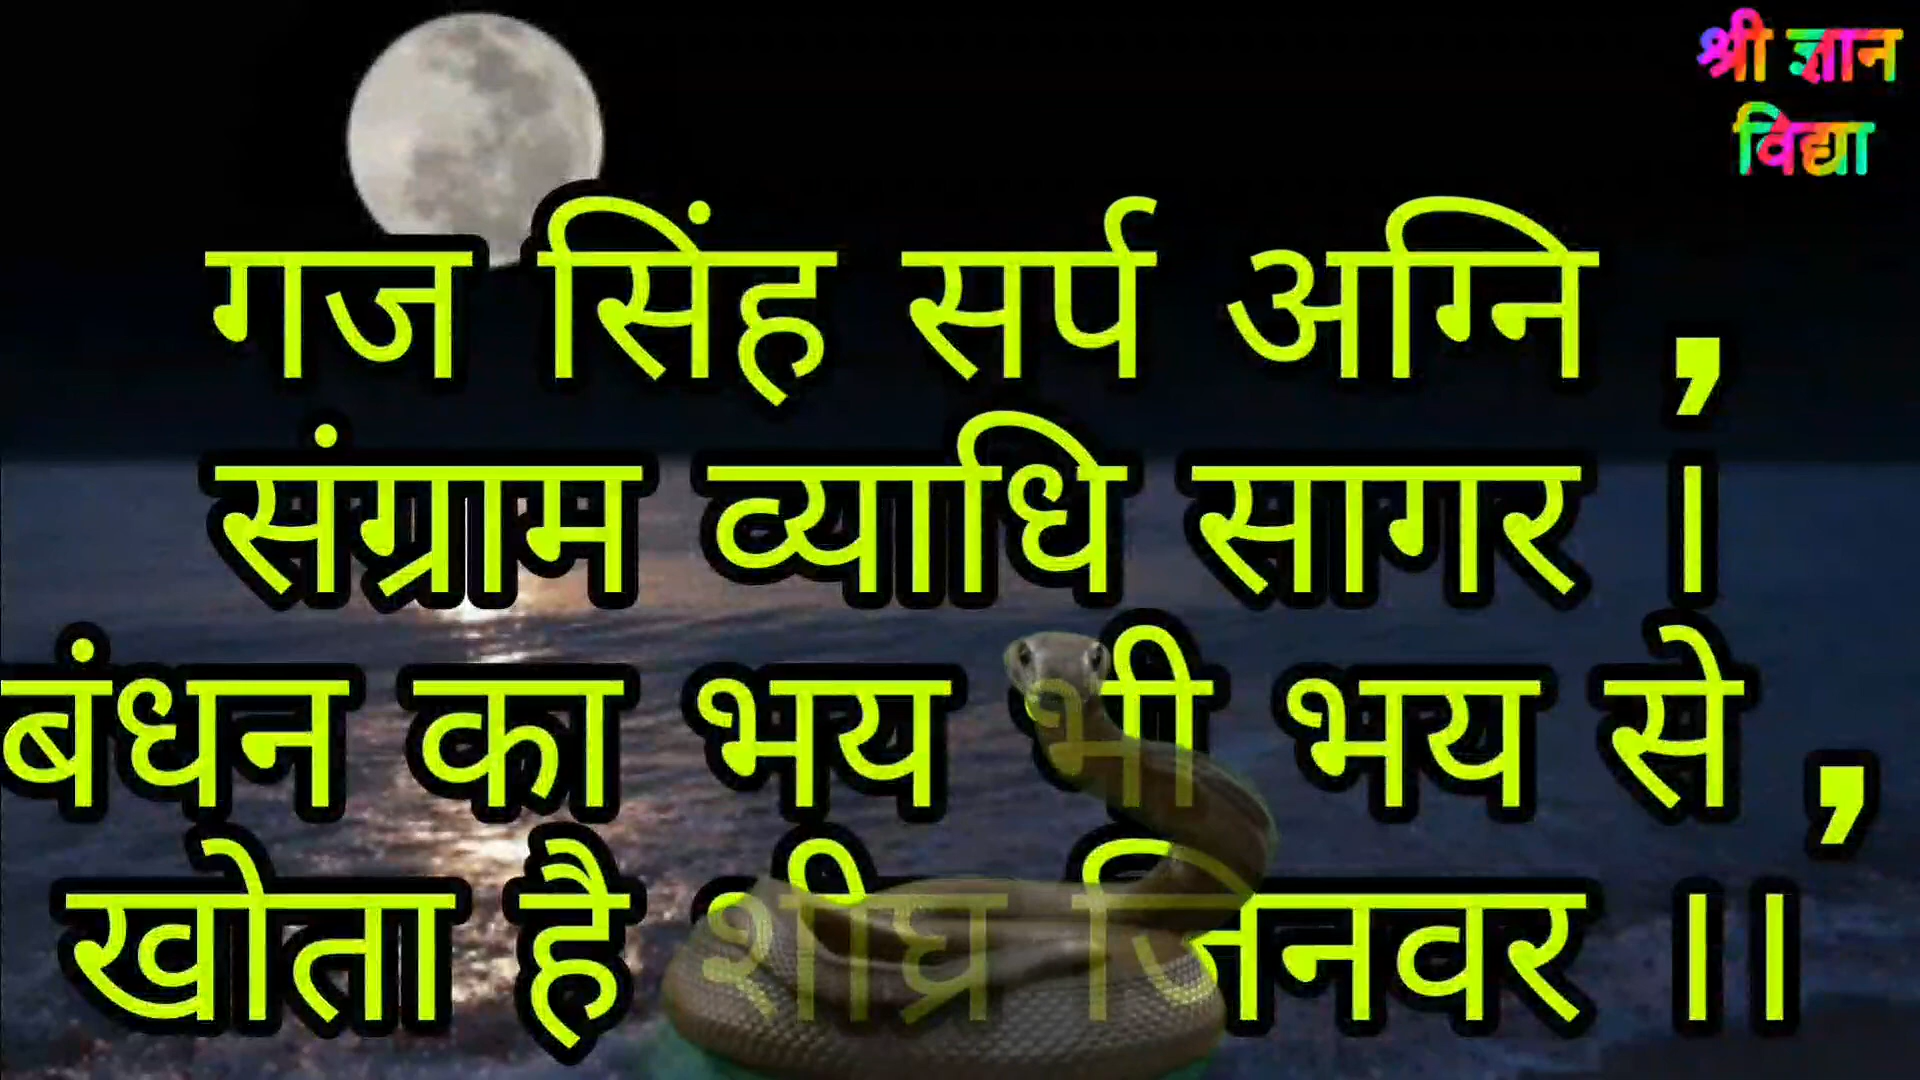 श्री ज्ञान
विद्या
गज सिंह सर्प अग्नि ,
संग्राम व्याधि सागर ।
बंधन का भय भी भय से ,
खोता है शीघ्र जिनवर ।।